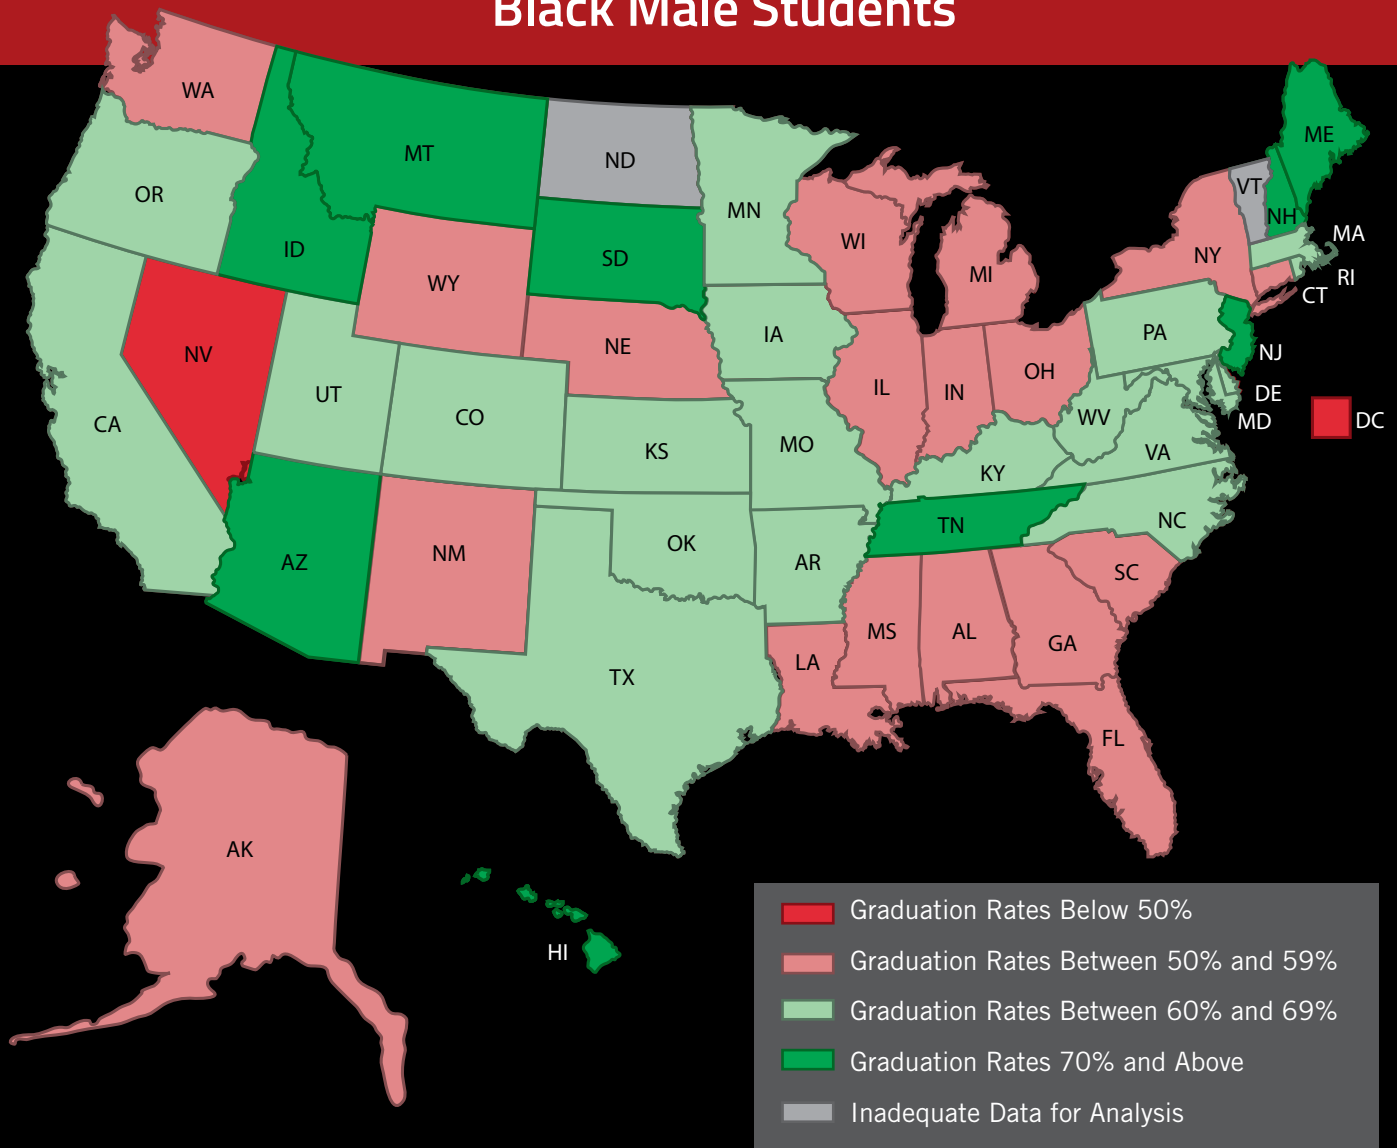 Black Male Students
WA
MT
ND
ME
OR
MN
VT
NH
ID
SD
WI
NY
MA
WY
MI
RI
CT
NV
NE
IA
PA
NJ
UT
IL
IN
OH
DE
CA
CO
KS
MO
WV
MD
DC
KY
VA
AZ
NM
OK
AR
TN
NC
SC
MS
AL
GA
LA
TX
FL
AK
HI
Graduation Rates Below 50%
Graduation Rates Between 50% and 59%
Graduation Rates Between 60% and 69%
Graduation Rates 70% and Above
Inadequate Data for Analysis